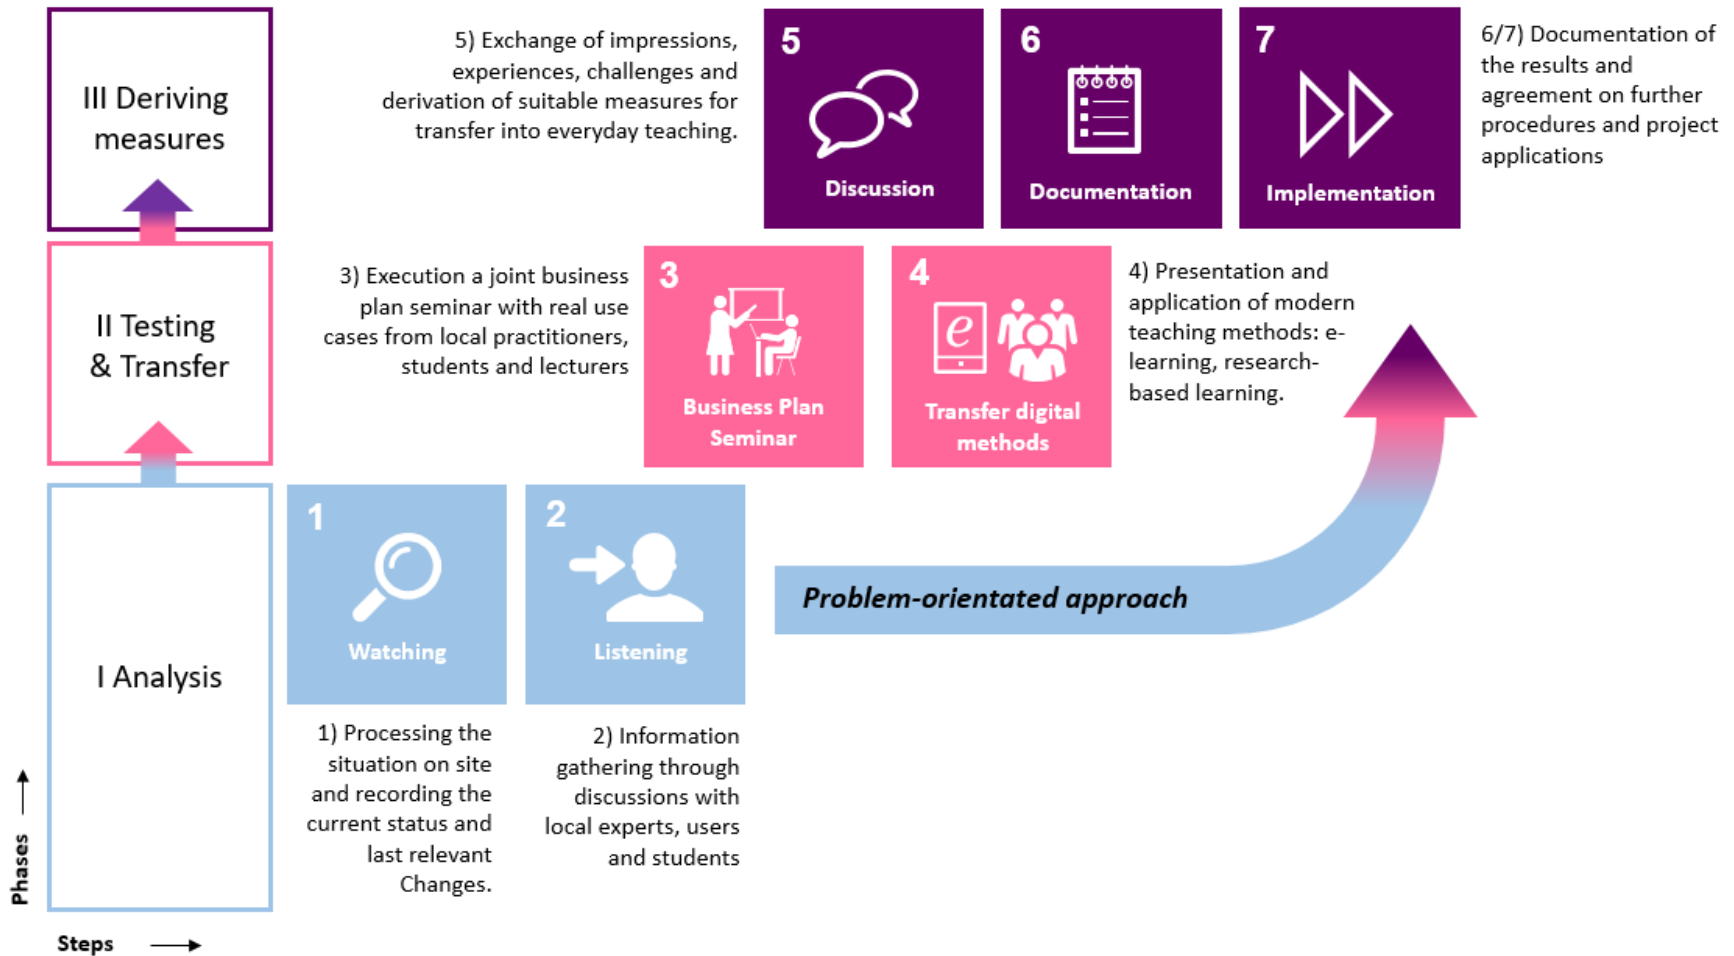 III Deriving
measures
5) Exchange of impressions,
experiences, challenges and
derivation of suitable measures for
transfer into everyday teaching.
5
Discussion
6
Documentation
7
Implementation
6/7) Documentation of
the results and
agreement on further
procedures and project
applications
II Testing
& Transfer
3) Execution a joint business
plan seminar with real use
cases from local practitioners,
students and lecturers
3
Business Plan
Seminar
4
e
Transfer digital
methods
4) Presentation and
application of modern
teaching methods: e-
learning, research-
based learning.
I Analysis
1
Watching
2
Listening
Problem-orientated approach
1) Processing the
situation on site
and recording the
current status and
last relevant
Changes.
2) Information
gathering through
discussions with
local experts, users
and students
Phases
Steps